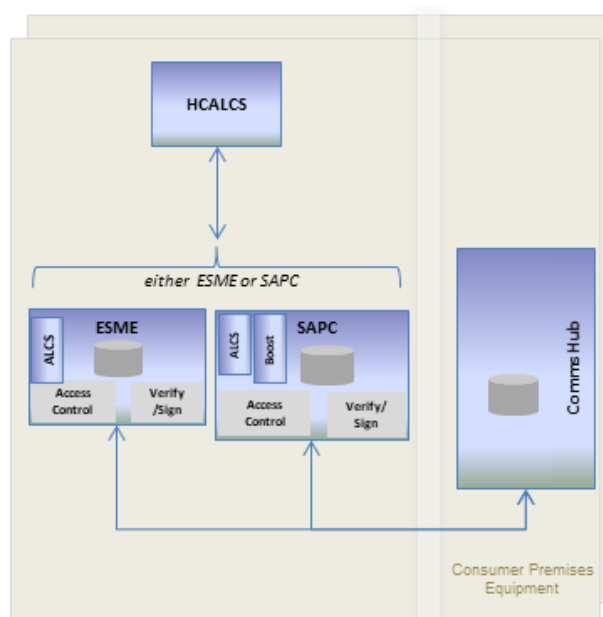 HCALCS
either ESME or SAPC
ESME
ALCS
Access
Control
Verify
/Sign
SAPC
ALCS
Boost
Access
Control
Verify/
Sign
Comms Hub
Consumer Premises
Equipment